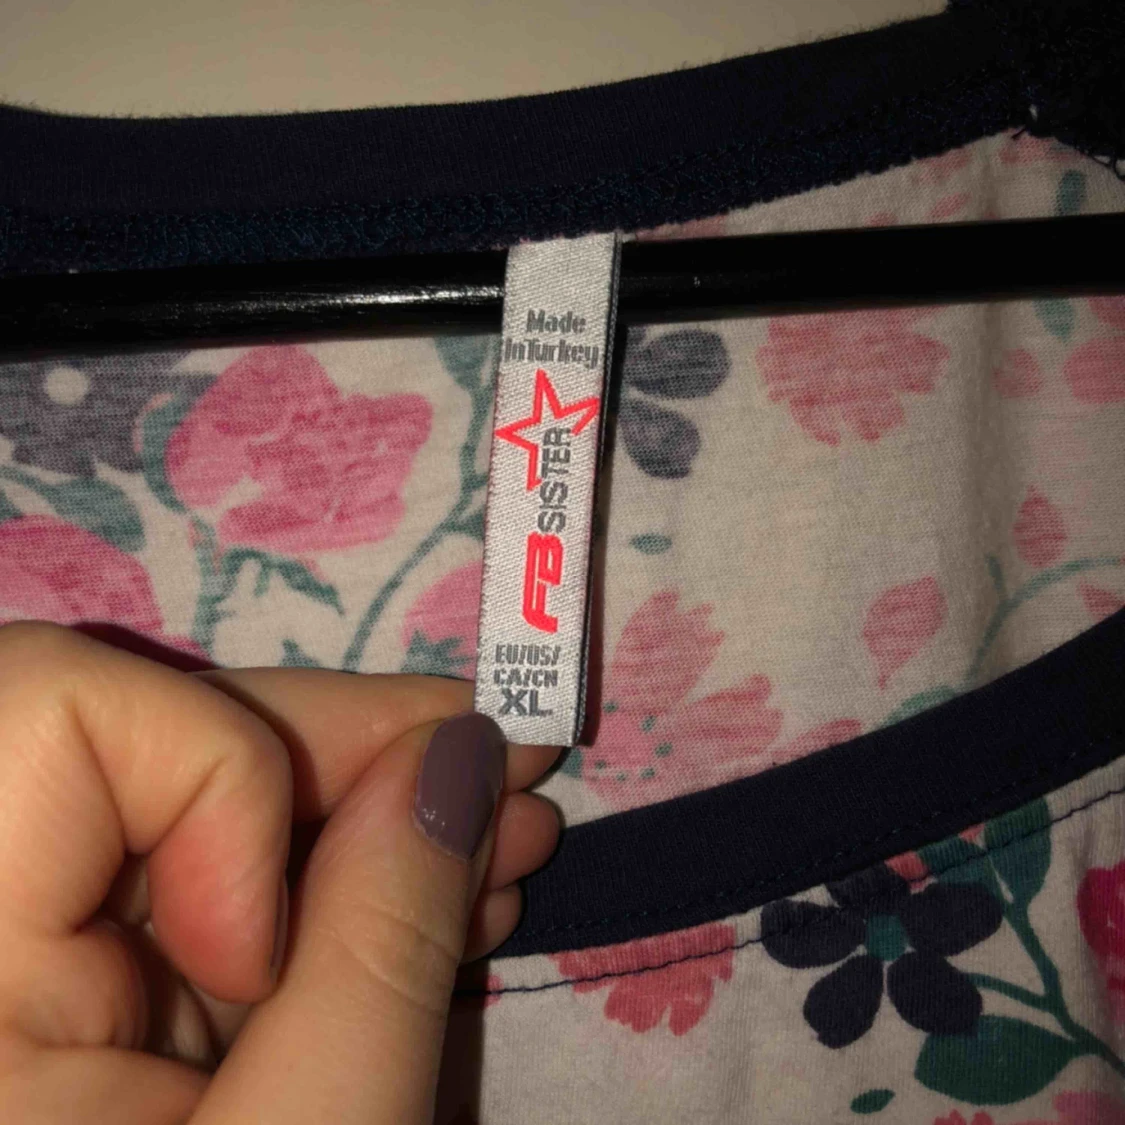 Made
In Turkey
FB SISTER
EU/US/
CA/CN
XL